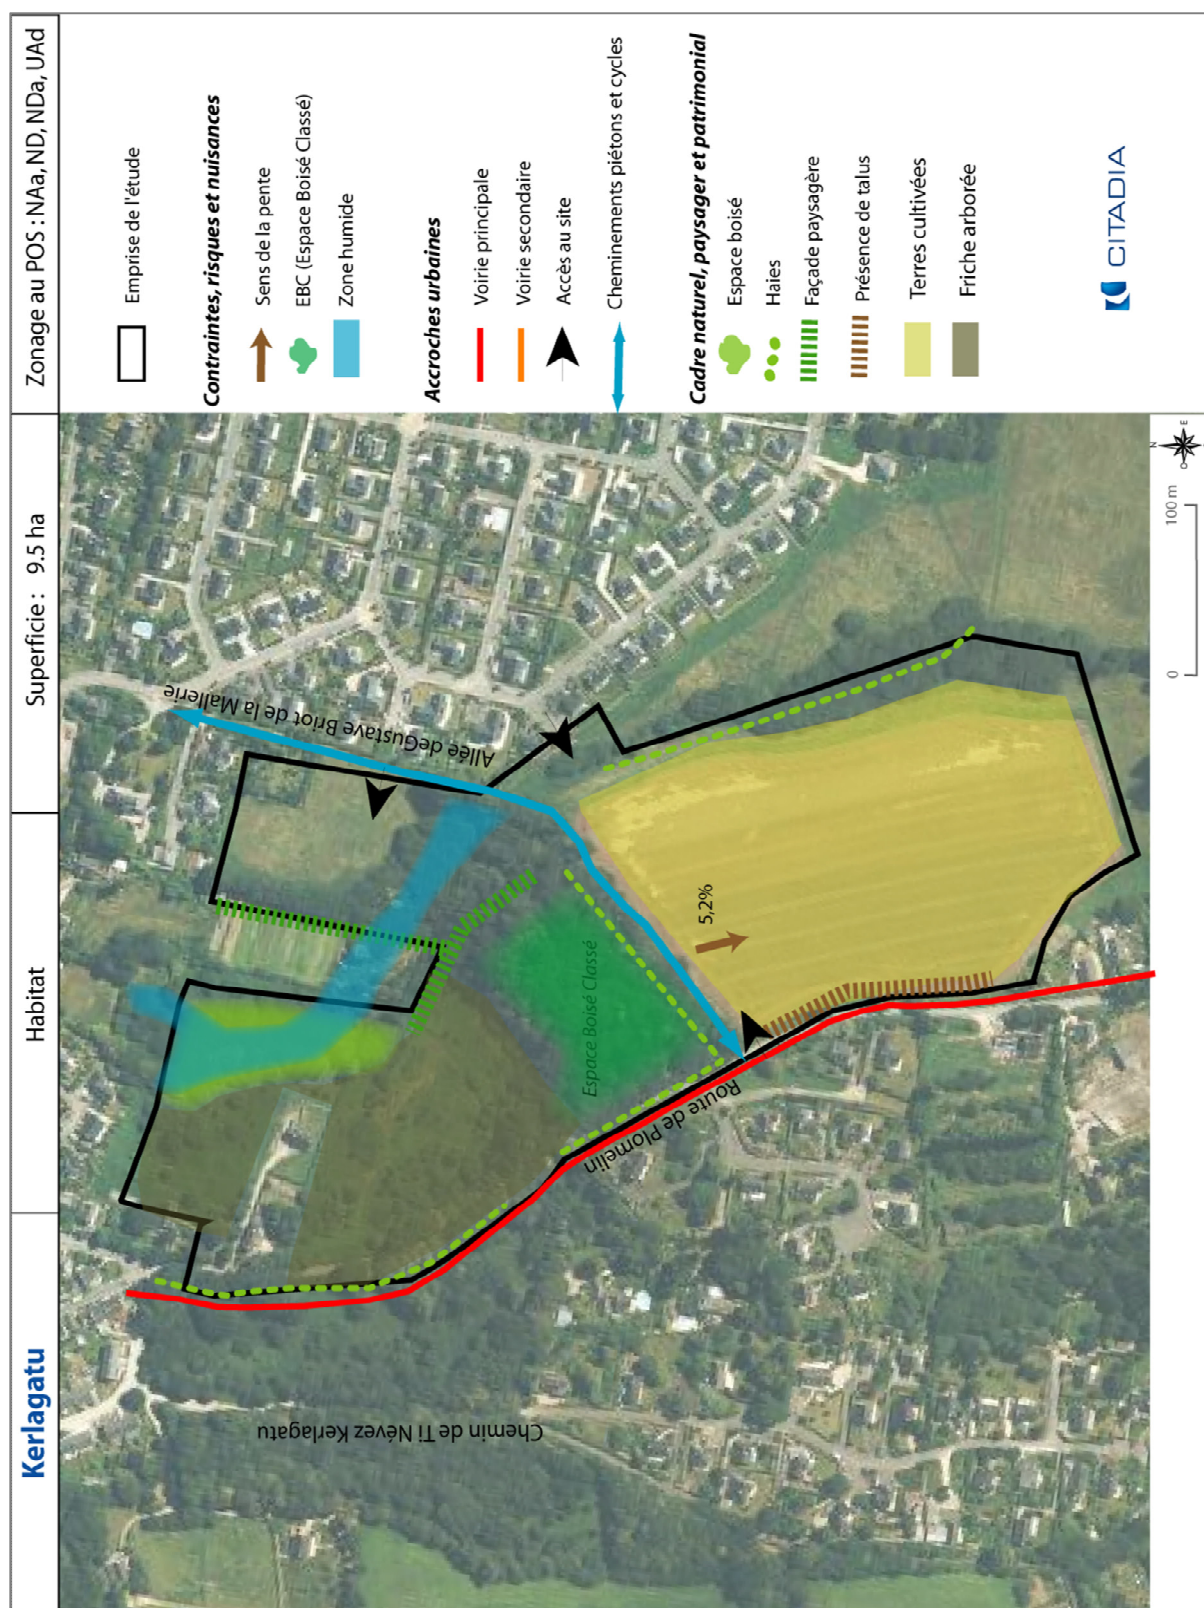 Kerlagatu
Habitat
Superficie : 9.5 ha
Zonage au POS : NAa, ND, NDa, UAd
Chemin de Ti Névez Kerlagatu
Route de Plomelin
Espace Boisé Classé
5,2%
Allée deGustave Briot de la Mallerie
Emprise de l'étude
Contraintes, risques et nuisances
Sens de la pente
EBC (Espace Boisé Classé)
Zone humide
Accroches urbaines
Voirie principale
Voirie secondaire
Accès au site
Cheminements piétons et cycles
Cadre naturel, paysager et patrimonial
Espace boisé
Haies
Façade paysagère
Présence de talus
Terres cultivées
Friche arborée
0 100 m
N
O E
CITADIA